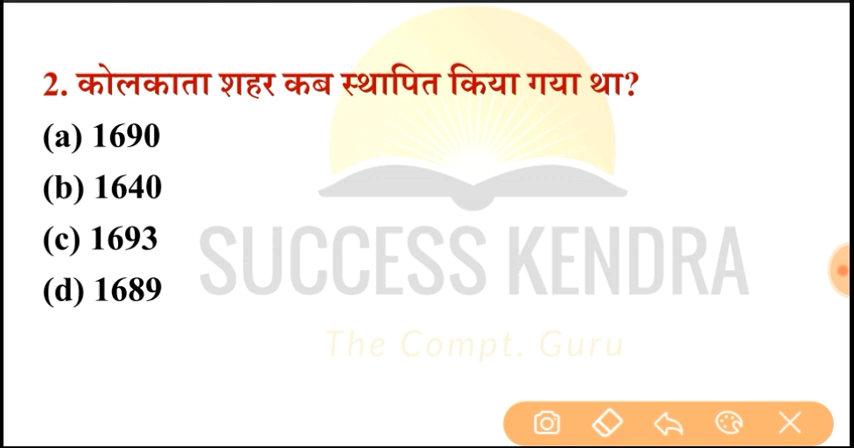 2. कोलकाता शहर कब स्थापित किया गया था?
(a) 1690
(b) 1640
(c) 1693
(d) 1689
SUCCESS KENDRA
The Compt. Guru